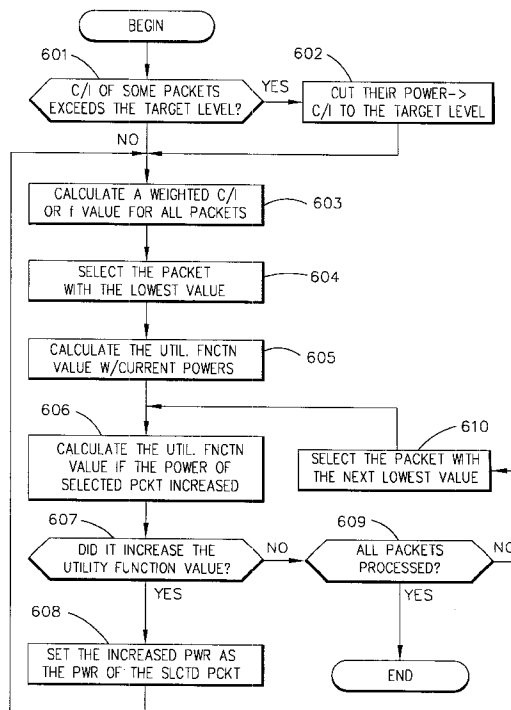 BEGIN
601
C/I OF SOME PACKETS
EXCEEDS THE TARGET LEVEL?
YES
602
CUT THEIR POWER->
C/I TO THE TARGET LEVEL
NO
CALCULATE A WEIGHTED C/I
OR f VALUE FOR ALL PACKETS
603
SELECT THE PACKET
WITH THE LOWEST VALUE
604
CALCULATE THE UTIL. FNCTN
VALUE W/CURRENT POWERS
605
606
CALCULATE THE UTIL. FNCTN
VALUE IF THE POWER OF
SELECTED PCKT INCREASED
610
SELECT THE PACKET WITH
THE NEXT LOWEST VALUE
607
DID IT INCREASE THE
UTILITY FUNCTION VALUE?
NO
609
ALL PACKETS
PROCESSED?
NO
YES
YES
608
SET THE INCREASED PWR AS
THE PWR OF THE SLCTD PCKT
END